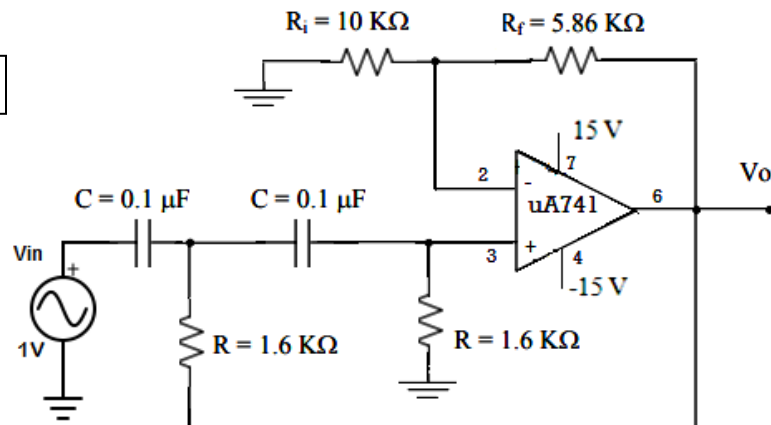 Rᵢ = 10 KΩ
R_f = 5.86 KΩ
15 V
7
2
-
uA741
6
Vo
C = 0.1 µF
C = 0.1 µF
3
+
4
-15 V
Vin
+
1V
R = 1.6 KΩ
R = 1.6 KΩ